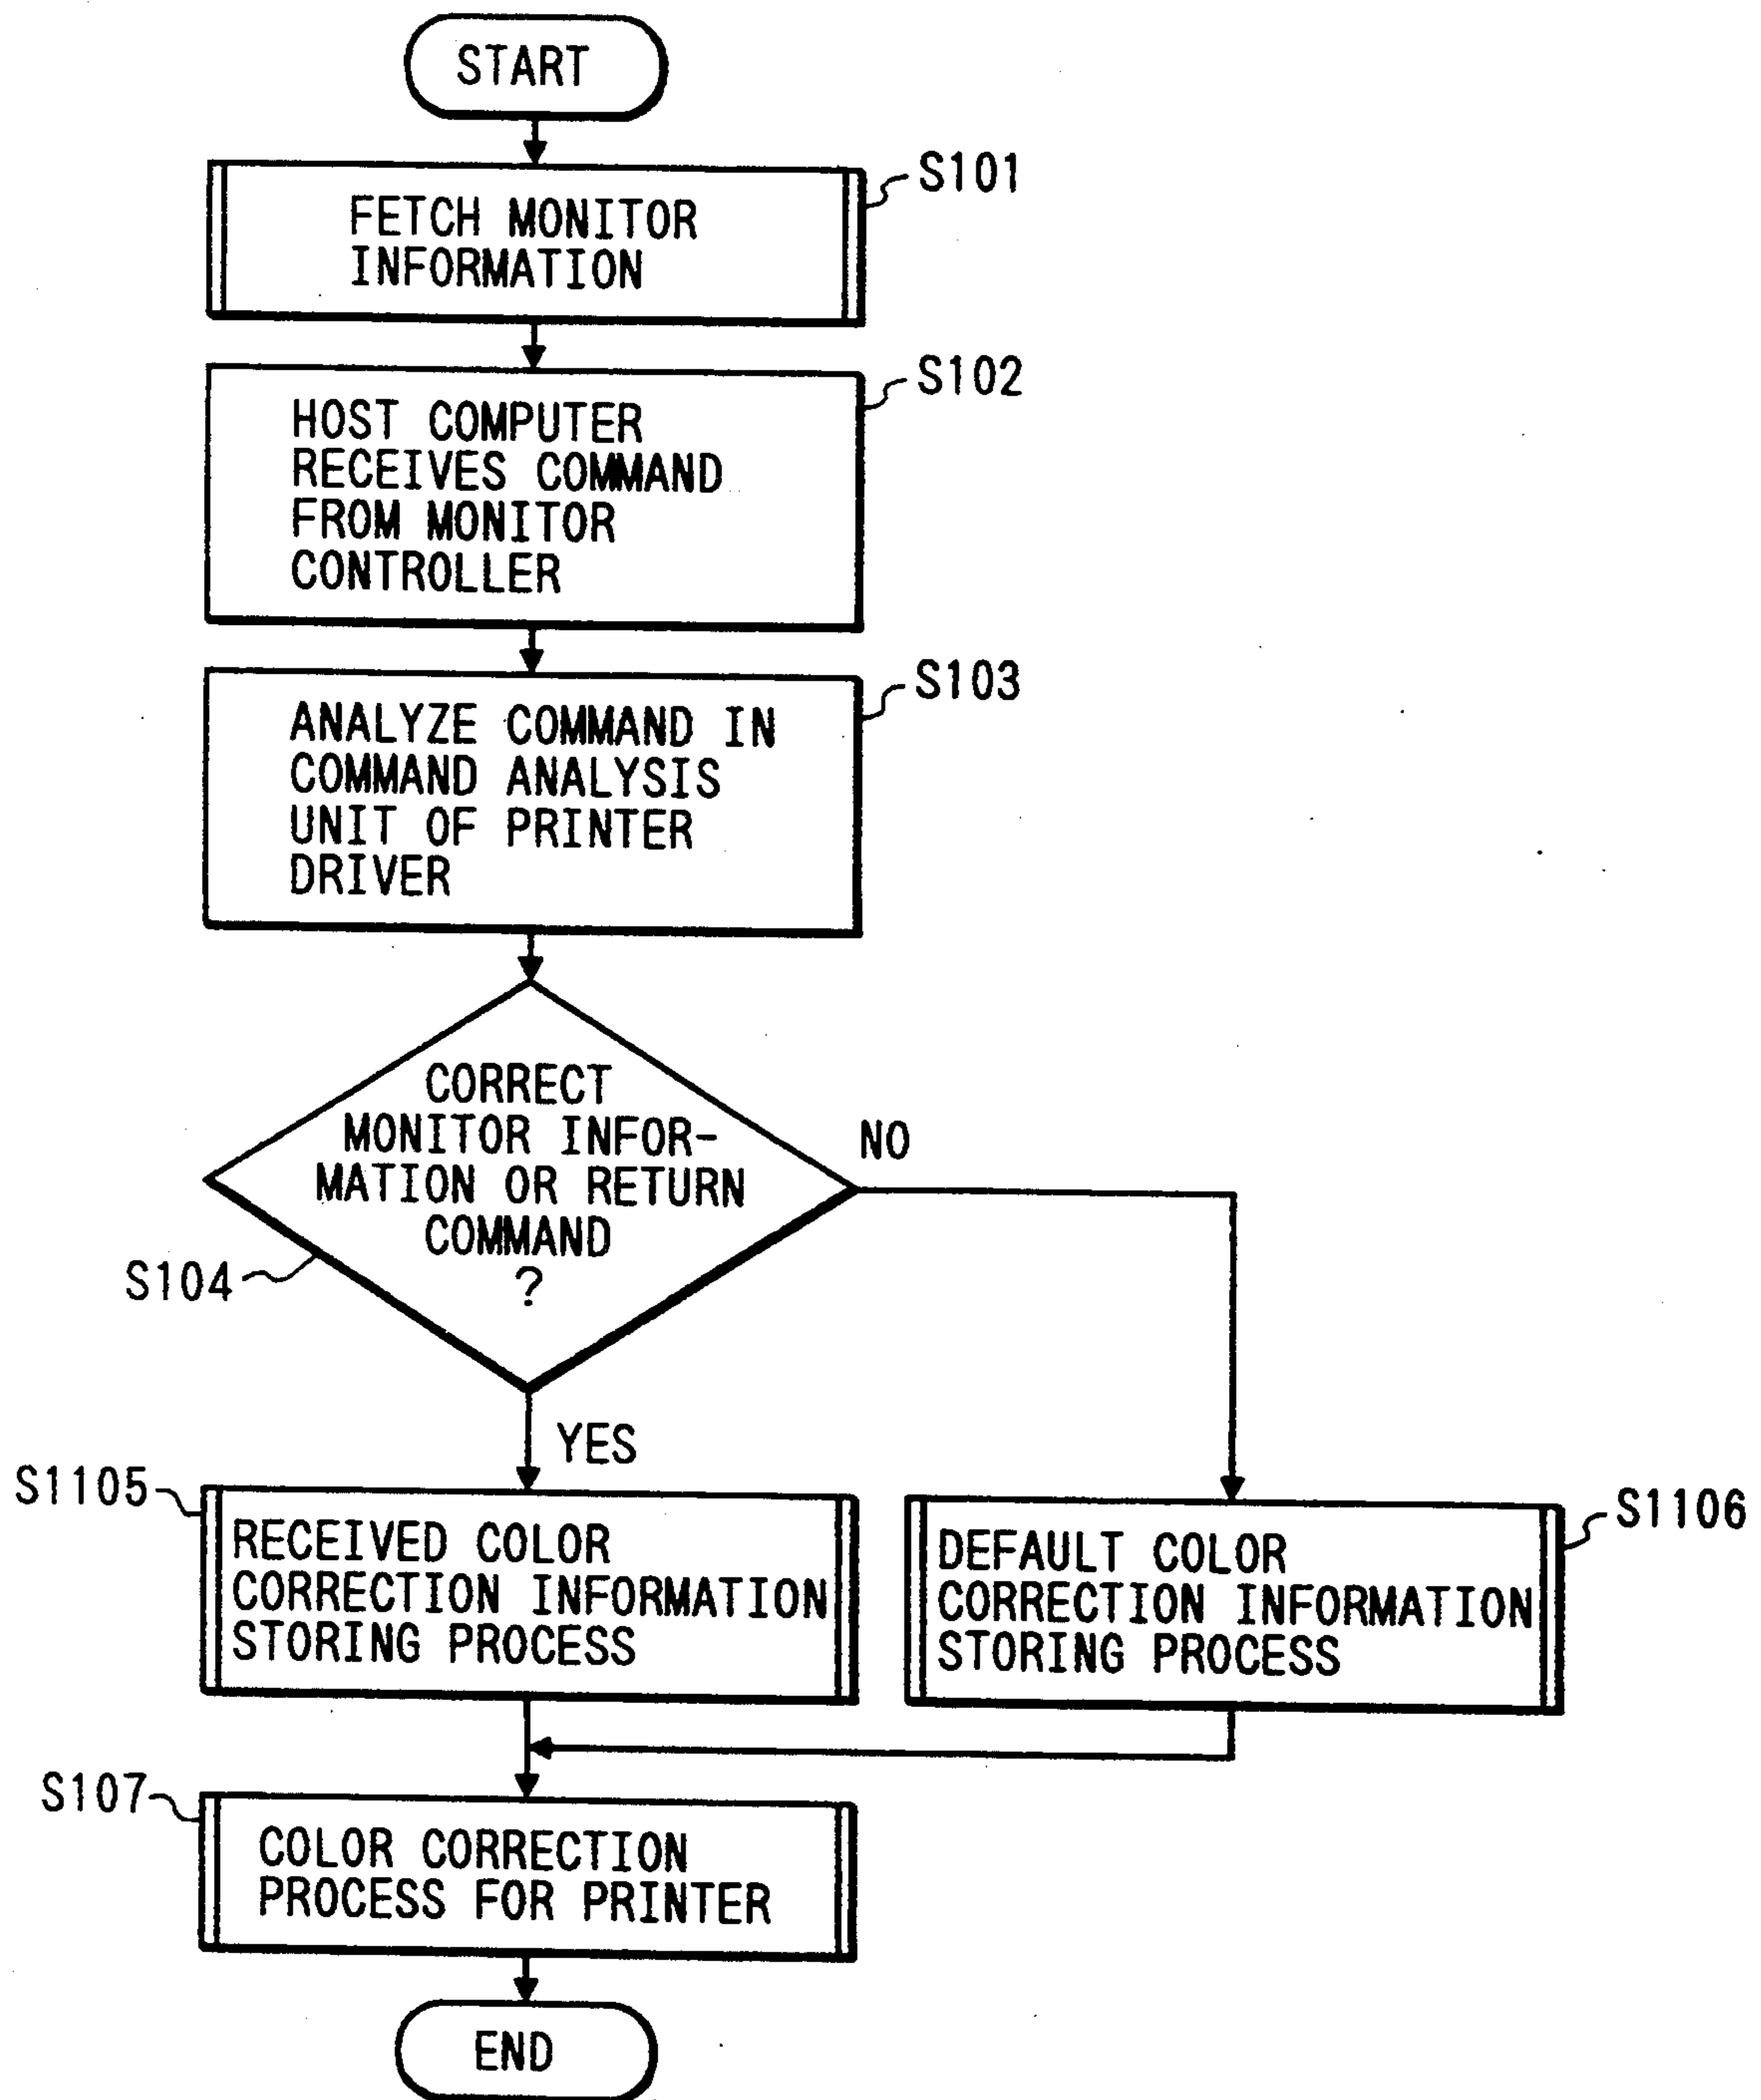 START
S101
FETCH MONITOR
INFORMATION
S102
HOST COMPUTER
RECEIVES COMMAND
FROM MONITOR
CONTROLLER
S103
ANALYZE COMMAND IN
COMMAND ANALYSIS
UNIT OF PRINTER
DRIVER
CORRECT
MONITOR INFOR-
MATION OR RETURN
COMMAND
?
NO
S104
YES
S1105
RECEIVED COLOR
CORRECTION INFORMATION
STORING PROCESS
S1106
DEFAULT COLOR
CORRECTION INFORMATION
STORING PROCESS
S107
COLOR CORRECTION
PROCESS FOR PRINTER
END